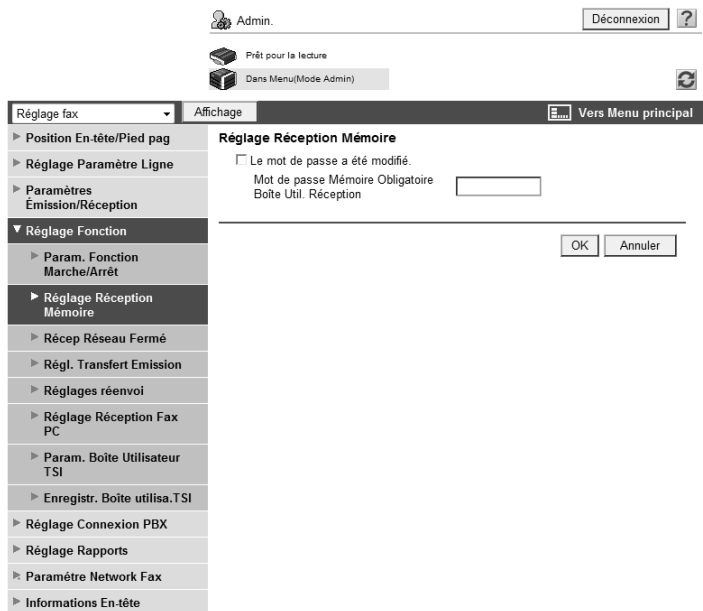 Admin.
Déconnexion
?
Prêt pour la lecture
Dans Menu(Mode Admin)
Réglage fax
Affichage
Vers Menu principal
Position En-tête/Pied pag
Réglage Paramètre Ligne
Paramètres
Émission/Réception
Réglage Fonction
Param. Fonction
Marche/Arrêt
Réglage Réception
Mémoire
Récep Réseau Fermé
Régl. Transfert Emission
Réglages réenvoi
Réglage Réception Fax
PC
Param. Boîte Utilisateur
TSI
Enregistr. Boîte utilisa.TSI
Réglage Connexion PBX
Réglage Rapports
Paramétre Network Fax
Informations En-tête
Réglage Réception Mémoire
Le mot de passe a été modifié.
Mot de passe Mémoire Obligatoire
Boîte Util. Réception
OK
Annuler